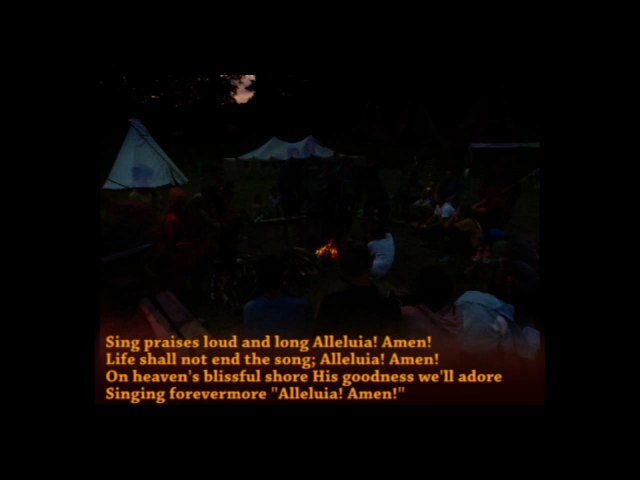 Sing praises loud and long Alleluia! Amen!
Life shall not end the song; Alleluia! Amen!
On heaven's blissful shore His goodness we'll adore
Singing forevermore "Alleluia! Amen!"